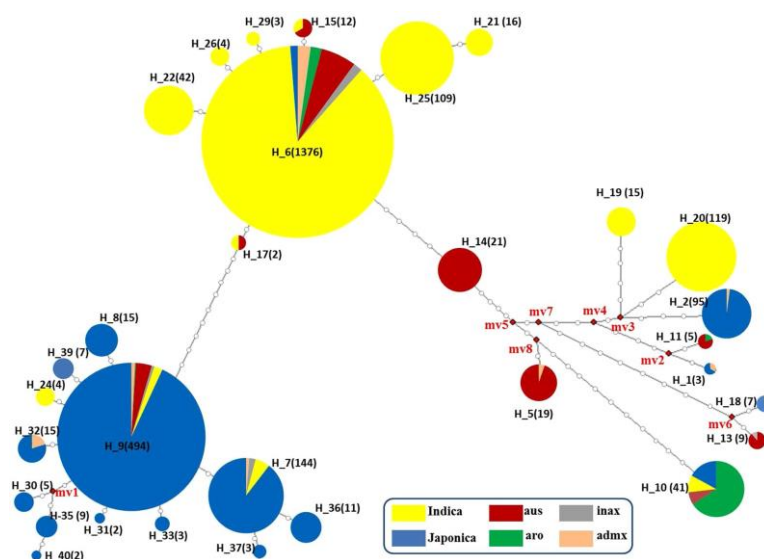 H_29(3)
H_15(12)
H_21 (16)
H_26(4)
H_22(42)
H_25(109)
H_6(1376)
H_19 (15)
H_20(119)
H_17(2)
H_14(21)
H_2(95)
mv7
mv4
mv5
mv3
H_8(15)
mv8
H_11 (5)
mv2
H_39 (7)
H_1(3)
H_24(4)
H_5(19)
H_18 (7)
mv6
H_13 (9)
H_32(15)
H_9(494)
H_7(144)
H_10 (41)
H_30 (5)
mv1
H_35 (9)
H_31(2)
H_33(3)
H_36(11)
H_37(3)
H_40(2)
Indica aus inax
Japonica aro admx